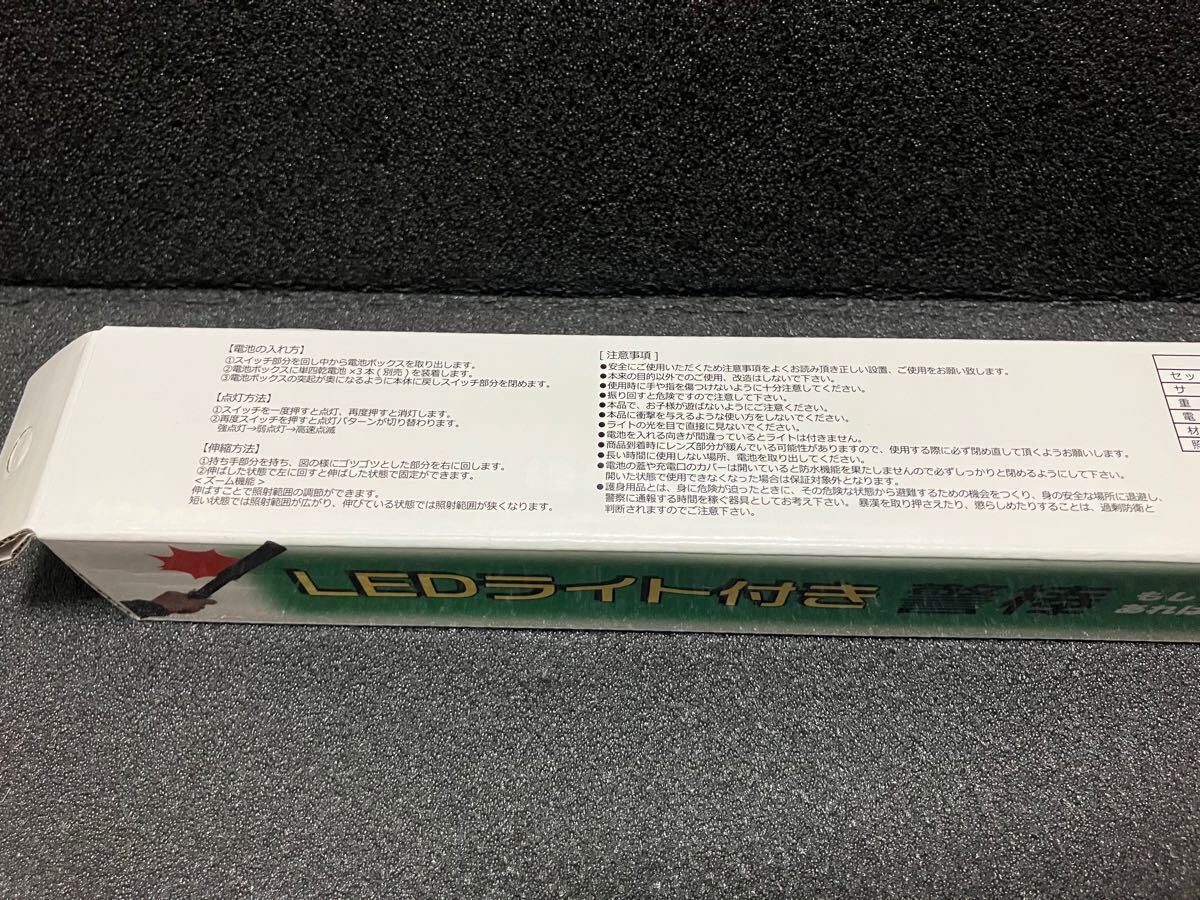 【電池の入れ方】
①スイッチ部分を回し中から電池ボックスを取り出します。
②電池ボックスに単四乾電池×3本(別売)を装着します。
③電池ボックスの突起が奥になるように本体に戻しスイッチ部分を閉めます。
【点灯方法】
①スイッチを一度押すと点灯、再度押すと消灯します。
②再度スイッチを押すと点灯パターンが切り替わります。
強点灯→弱点灯→高速点滅
【伸縮方法】
①持ち手部分を持ち、図の様にゴツゴツとした部分を右に回します。
②伸ばした状態で左に回すと伸ばした状態で固定ができます。
<ズーム機能>
伸ばすことで照射範囲の調節ができます。
短い状態では照射範囲が広がり、伸びている状態では照射範囲が狭くなります。
[注意事項]
●安全にご使用いただくため注意事項をよくお読み頂き正しい設置、ご使用をお願い致します。
●本来の目的以外でのご使用、改造はしないで下さい。
●使用時に手や指を傷つけないように十分注意してください。
●振り回すと危険ですので注意して下さい。
●本品で、お子様が遊ばないようにご注意ください。
●本品に衝撃を与えるような使い方をしないでください。
●ライトの光を目で直接に見ないでください。
●電池を入れる向きが間違っているとライトは付きません。
●商品到着時にレンズ部分が緩んでいる可能性がありますので、使用する際に必ず閉め直して頂くようお願いします。
●長い時間に使用しない場所、電池を取り出してください。
●電池の蓋や充電口のカバーは開いていると防水機能を果たしませんので必ずしっかりと閉めるようにして下さい。
開いた状態で使用できなくなった場合は保証対象外となります。
●護身用品とは、身に危険が迫ったときに、その危険な状態から避難するための機会をつくり、身の安全な場所に退避し、
警察に通報する時間を稼ぐ器具としてお考え下さい。 暴漢を取り押さえたり、懲らしめたりすることは、過剰防衛と
判断されますのでご注意下さい。
セッ
サ
重
電
材
照
LEDライト付き 警棒
もし
あれば